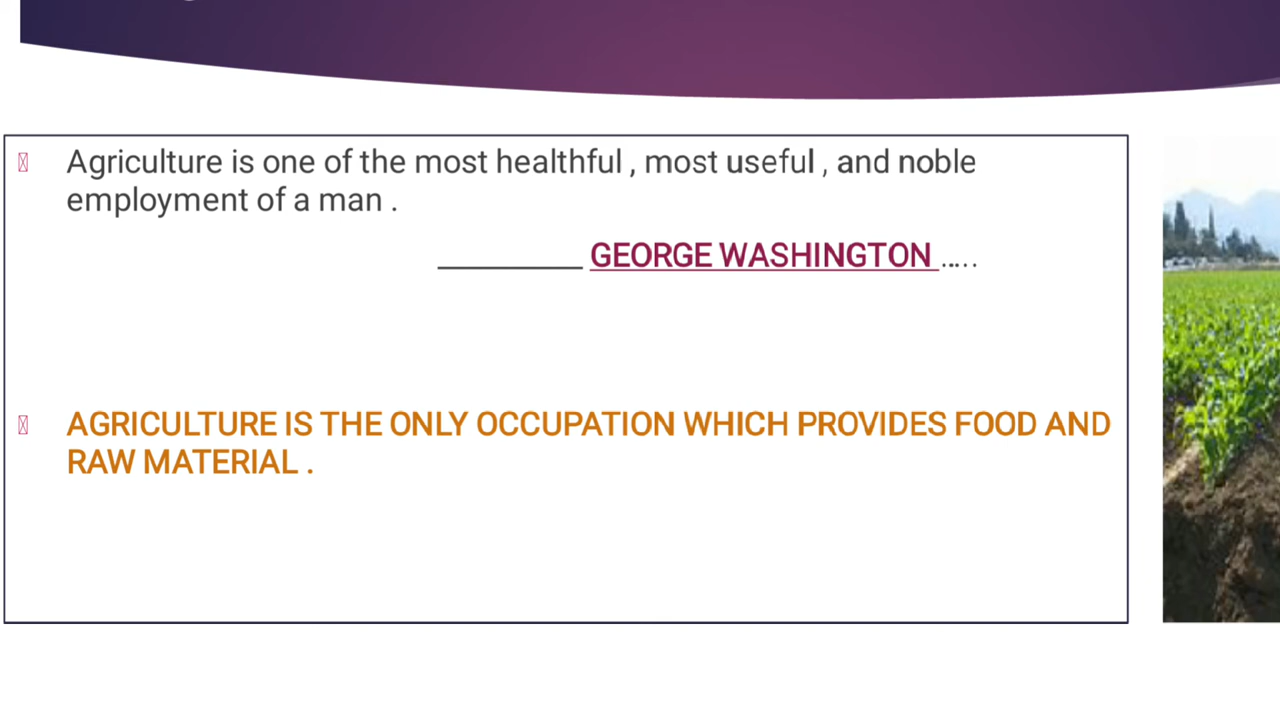 Agriculture is one of the most healthful , most useful , and noble
employment of a man .
__________ GEORGE WASHINGTON .....
AGRICULTURE IS THE ONLY OCCUPATION WHICH PROVIDES FOOD AND
RAW MATERIAL .